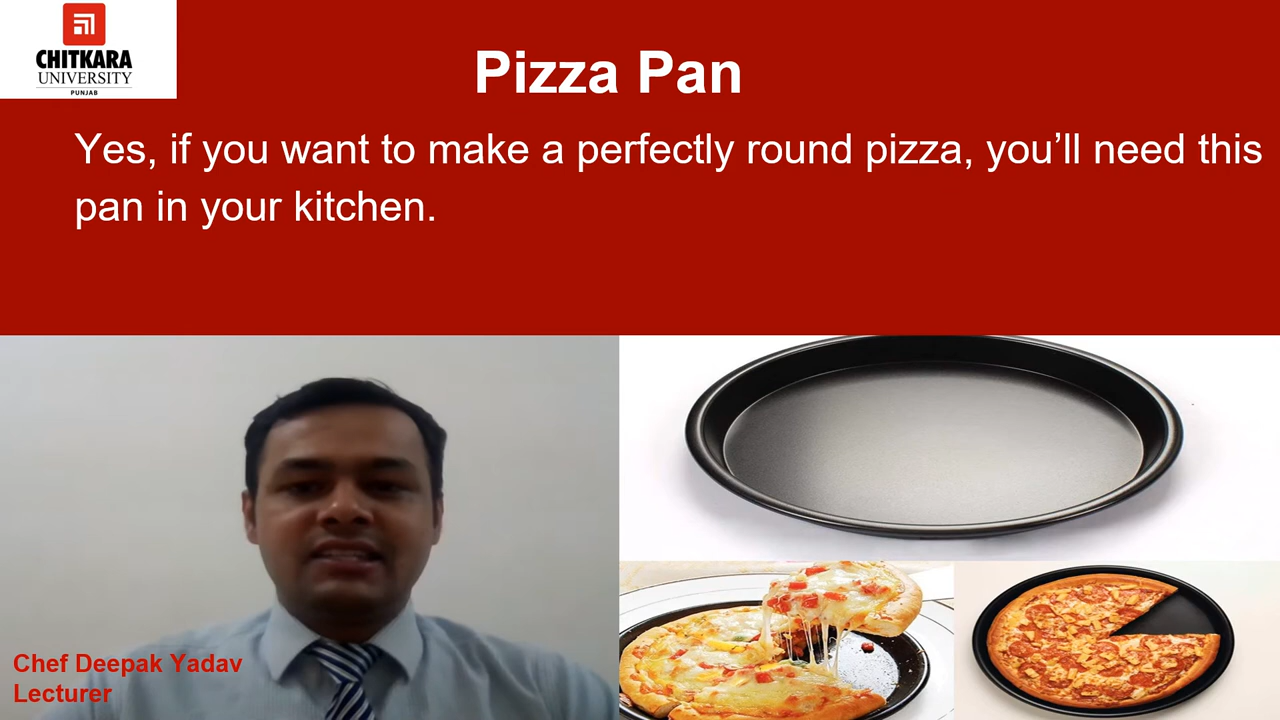 CHITKARA
UNIVERSITY
PUNJAB
Pizza Pan
Yes, if you want to make a perfectly round pizza, you’ll need this
pan in your kitchen.
Chef Deepak Yadav
Lecturer